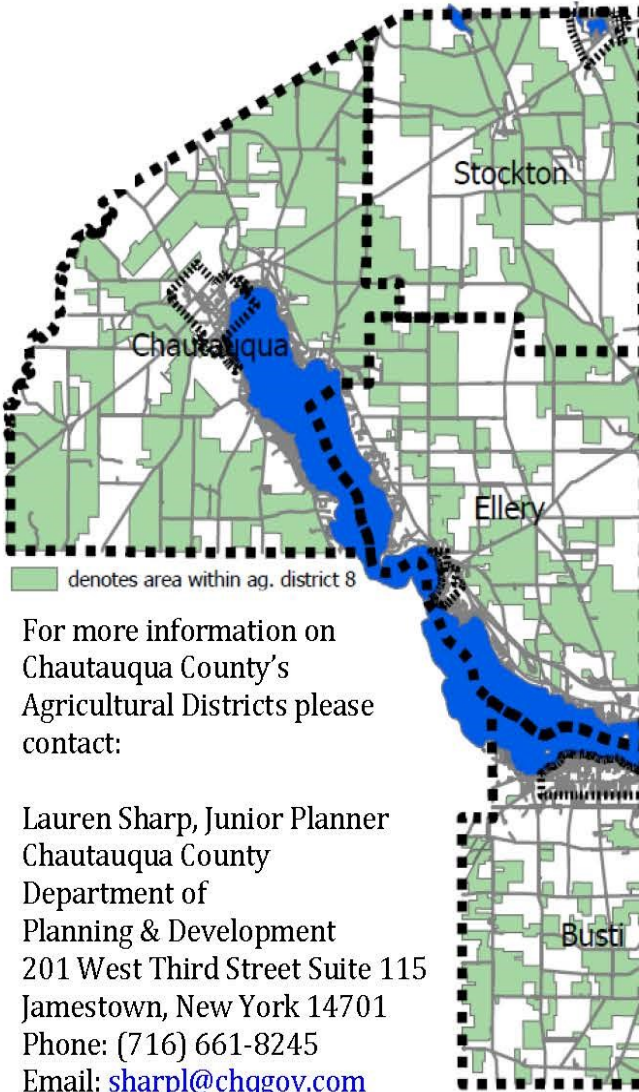 Stockton
Chautauqua
Ellery
denotes area within ag. district 8
For more information on
Chautauqua County's
Agricultural Districts please
contact:
Lauren Sharp, Junior Planner
Chautauqua County
Department of
Planning & Development
201 West Third Street Suite 115
Jamestown, New York 14701
Phone: (716) 661-8245
Email: sharpl@chqgov.com
Busti